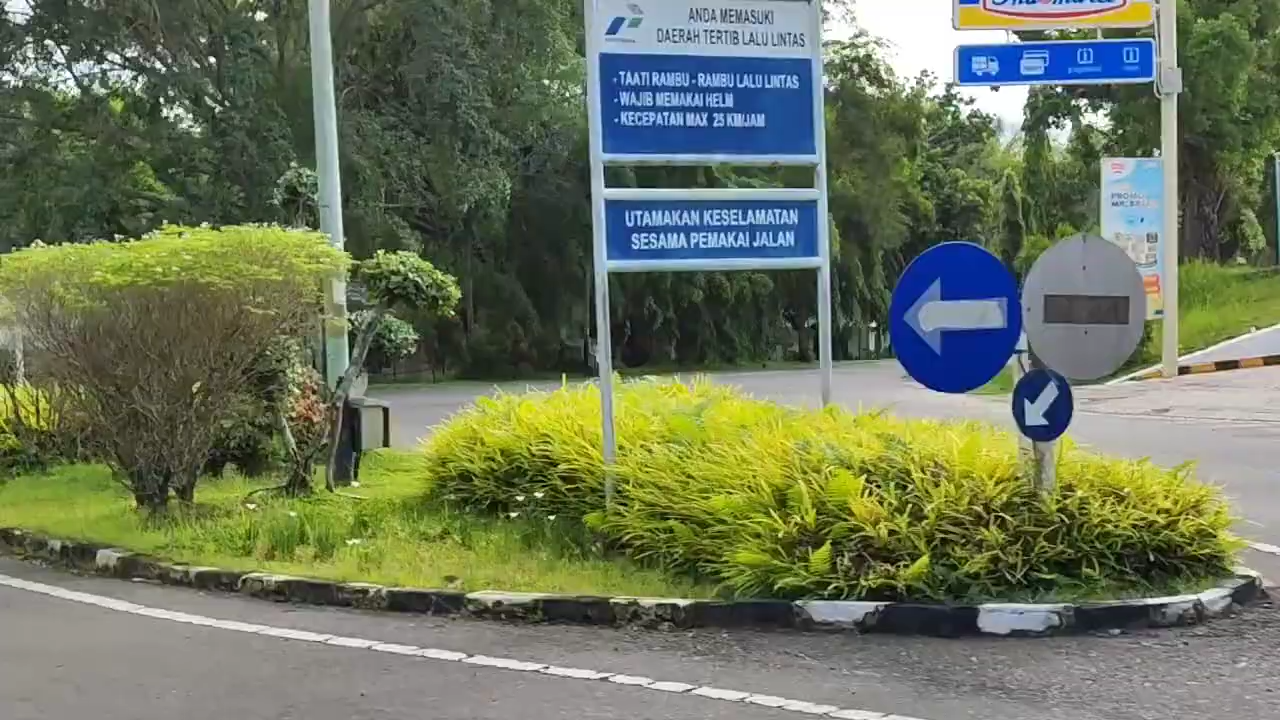 ANDA MEMASUKI
DAERAH TERTIB LALU LINTAS
- TAATI RAMBU - RAMBU LALU LINTAS
- WAJIB MEMAKAI HELM
- KECEPATAN MAX 25 KM/JAM
UTAMAKAN KESELAMATAN
SESAMA PEMAKAI JALAN
PROMO